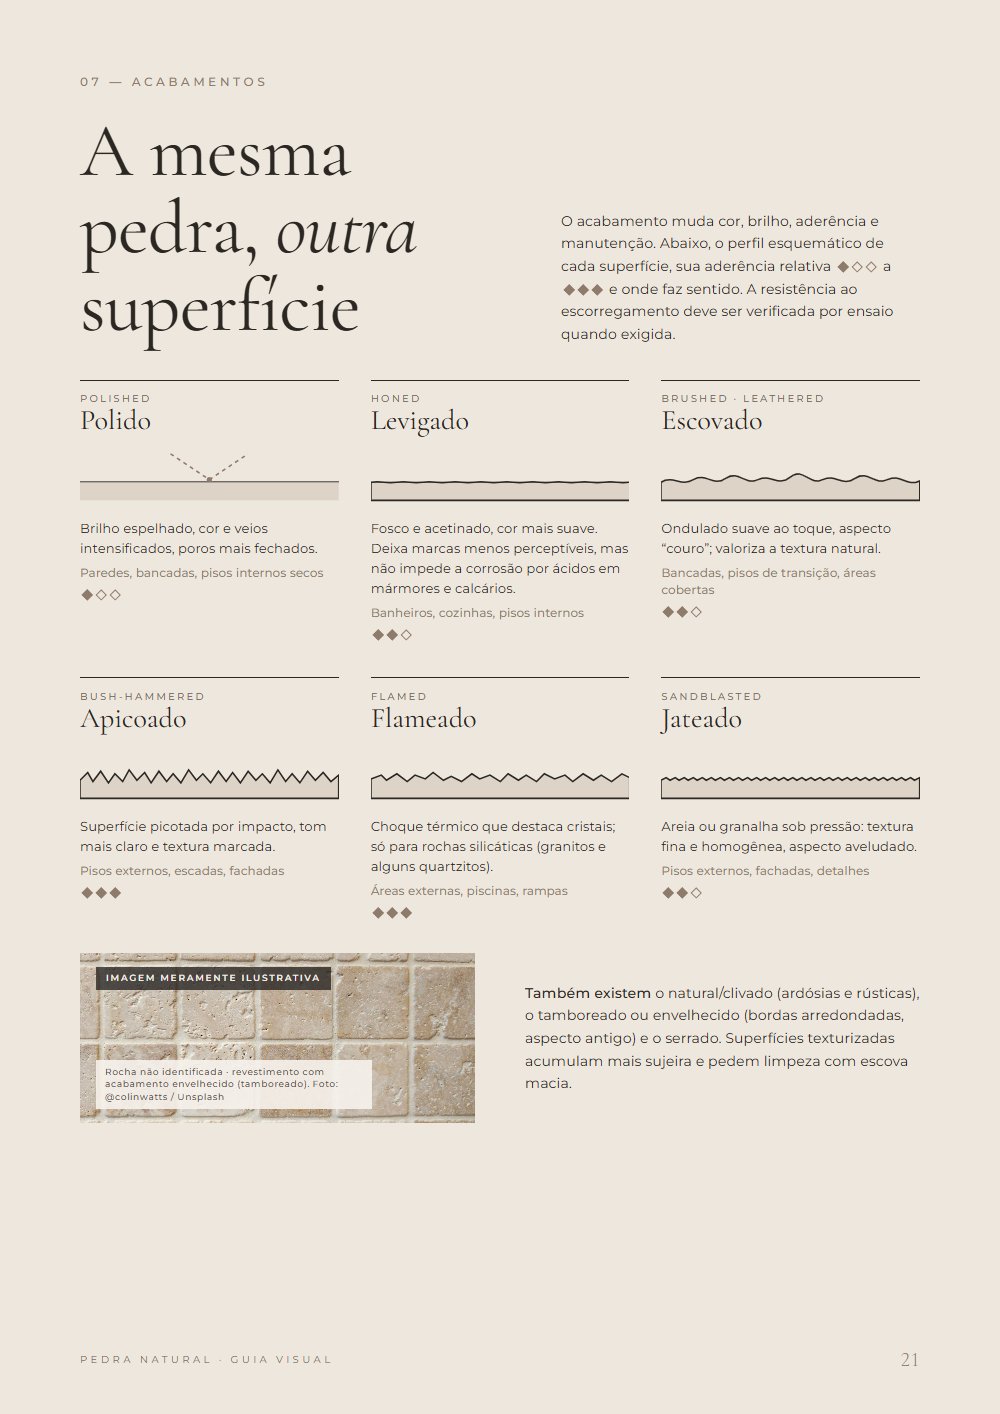 07 — ACABAMENTOS
A mesma
pedra, outra
superfície
O acabamento muda cor, brilho, aderência e
manutenção. Abaixo, o perfil esquemático de
cada superfície, sua aderência relativa ◆◇◇ a
◆◆◆ e onde faz sentido. A resistência ao
escorregamento deve ser verificada por ensaio
quando exigida.
POLISHED
Polido
Brilho espelhado, cor e veios
intensificados, poros mais fechados.
Paredes, bancadas, pisos internos secos
◆◇◇
HONED
Levigado
Fosco e acetinado, cor mais suave.
Deixa marcas menos perceptíveis, mas
não impede a corrosão por ácidos em
mármores e calcários.
Banheiros, cozinhas, pisos internos
◆◆◇
BRUSHED · LEATHERED
Escovado
Ondulado suave ao toque, aspecto
“couro”; valoriza a textura natural.
Bancadas, pisos de transição, áreas
cobertas
◆◆◇
BUSH-HAMMERED
Apicoado
Superfície picotada por impacto, tom
mais claro e textura marcada.
Pisos externos, escadas, fachadas
◆◆◆
FLAMED
Flameado
Choque térmico que destaca cristais;
só para rochas silicáticas (granitos e
alguns quartzitos).
Áreas externas, piscinas, rampas
◆◆◆
SANDBLASTED
Jateado
Areia ou granalha sob pressão: textura
fina e homogênea, aspecto aveludado.
Pisos externos, fachadas, detalhes
◆◆◇
IMAGEM MERAMENTE ILUSTRATIVA
Rocha não identificada · revestimento com
acabamento envelhecido (tamboreado). Foto:
@colinwatts / Unsplash
Também existem o natural/clivado (ardósias e rústicas),
o tamboreado ou envelhecido (bordas arredondadas,
aspecto antigo) e o serrado. Superfícies texturizadas
acumulam mais sujeira e pedem limpeza com escova
macia.
PEDRA NATURAL · GUIA VISUAL
21